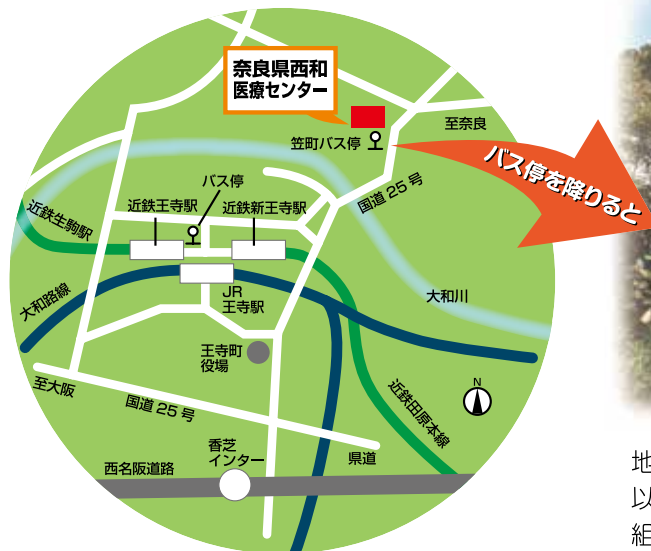 奈良県西和
医療センター
笠町バス停
至奈良
バス停を降りると
国道25号
バス停
近鉄王寺駅
近鉄新王寺駅
近鉄生駒駅
大和路線
JR
王寺駅
大和川
王寺町
役場
N
至大阪
国道25号
近鉄田原本線
香芝
インター
県道
西名阪道路
地
以
組